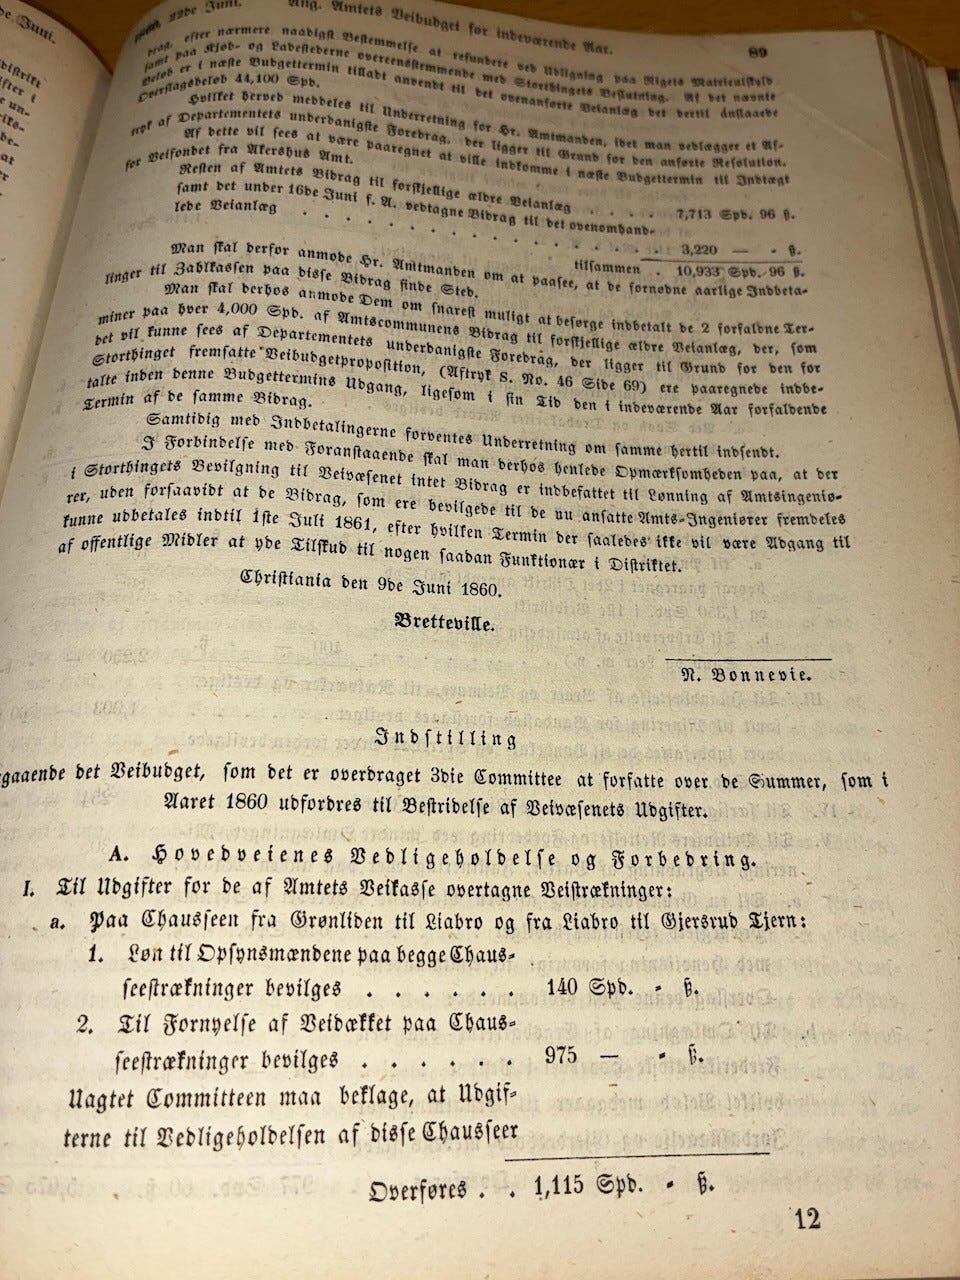 de Juni.
22de Juni. Ang. Amtets Veibudget for indeværende Aar. 89
drag, efter nærmere naadigst Bestemmelse at refundere ved Udligning paa Rigets Matriculskyld
samt paa Kjøb- og Ladestederne overeensstemmende med Storthingets Beslutning. Af det nævnte
Beløb er i næste Budgettermin tilladt anvendt til det ovenanførte Veianlæg det dertil anslaaede
Overslagsbeløb 44,100 Spd.
Hvilket herved meddeles til Underretning for Hr. Amtmanden, idet man vedlægger et Af-
tryk af Departementets underdanigste Foredrag, der ligger til Grund for den anførte Resolution.
Af dette vil sees at være paaregnet at ville indkomme i næste Budgettermin til Indtægt
for Veifondet fra Akershus Amt.
Resten af Amtets Bidrag til forskjellige ældre Veianlæg . . . . 7,713 Spd. 96 ß.
samt det under 16de Juni f. A. vedtagne Bidrag til det ovenomhand-
lede Veianlæg . . . . . . . . . . . . . . 3,220 — - ß.
tilsammen . 10,933 Spd. 96 ß.
Man skal derfor anmode Hr. Amtmanden om at paasee, at de fornødne aarlige Indbeta-
linger til Zahlkassen paa disse Bidrag finde Sted.
Man skal derhos anmode Dem om snarest muligt at besørge indbetalt de 2 forfaldne Ter-
miner paa hver 4,000 Spd. af Amtscommunens Bidrag til forskjellige ældre Veianlæg, der, som
det vil kunne sees af Departementets underdanigste Foredrag, der ligger til Grund for den for
Storthinget fremsatte Veibudgetproposition, (Aftryk S. No. 46 Side 69) ere paaregnede indbe-
talte inden denne Budgettermins Udgang, ligesom i sin Tid den i indeværende Aar forfaldende
Termin af de samme Bidrag.
Samtidig med Indbetalingerne forventes Underretning om samme hertil indsendt.
I Forbindelse med Foranstaaende skal man derhos henlede Opmærksomheden paa, at der
i Storthingets Bevilgning til Veivæsenet intet Bidrag er indbefattet til Lønning af Amtsingeniø-
rer, uden forsaavidt at de Bidrag, som ere bevilgede til de nu ansatte Amts-Ingeniører fremdeles
kunne udbetales indtil 1ste Juli 1861, efter hvilken Termin der saaledes ikke vil være Adgang til
af offentlige Midler at yde Tilskud til nogen saadan Funktionær i Distriktet.
Christiania den 9de Juni 1860.
Bretteville.
N. Bonnevie.
Indstilling
gaaende det Veibudget, som det er overdraget 3die Committee at forfatte over de Summer, som i
Aaret 1860 udfordres til Bestridelse af Veivæsenets Udgifter.
A. Hovedveienes Vedligeholdelse og Forbedring.
I. Til Udgifter for de af Amtets Veikasse overtagne Veistrækninger:
a. Paa Chausseen fra Grønliden til Liabro og fra Liabro til Gjersrud Tjern:
1. Løn til Opsynsmændene paa begge Chaus-
seestrækninger bevilges . . . . . . 140 Spd. - ß.
2. Til Fornyelse af Veidækket paa Chaus-
seestrækninger bevilges . . . . . . 975 — - ß.
Uagtet Committeen maa beklage, at Udgif-
terne til Vedligeholdelsen af disse Chausseer
Overføres . . 1,115 Spd. - ß.
12